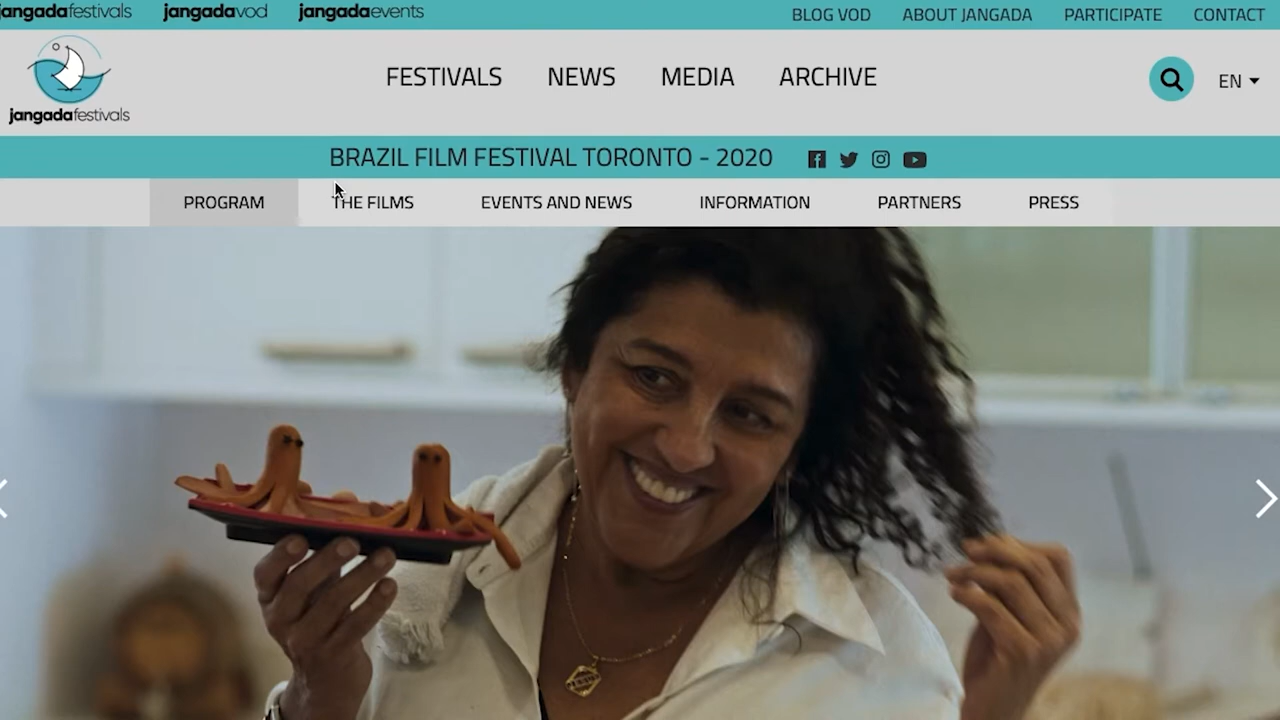 jangadafestivals jangadavod jangadaevents BLOG VOD ABOUT JANGADA PARTICIPATE CONTACT
FESTIVALS NEWS MEDIA ARCHIVE EN
jangadafestivals
BRAZIL FILM FESTIVAL TORONTO - 2020
PROGRAM THE FILMS EVENTS AND NEWS INFORMATION PARTNERS PRESS